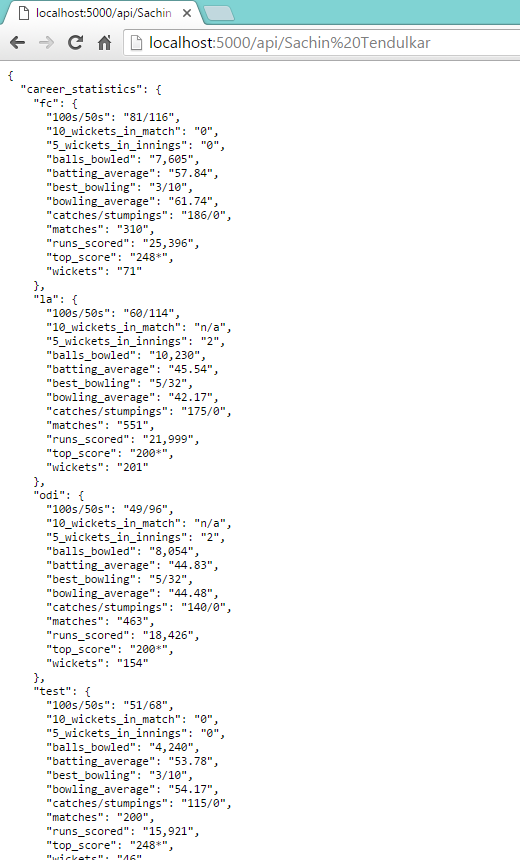 localhost:5000/api/Sachin
localhost:5000/api/Sachin%20Tendulkar
{
  "career_statistics": {
    "fc": {
      "100s/50s": "81/116",
      "10_wickets_in_match": "0",
      "5_wickets_in_innings": "0",
      "balls_bowled": "7,605",
      "batting_average": "57.84",
      "best_bowling": "3/10",
      "bowling_average": "61.74",
      "catches/stumpings": "186/0",
      "matches": "310",
      "runs_scored": "25,396",
      "top_score": "248*",
      "wickets": "71"
    },
    "la": {
      "100s/50s": "60/114",
      "10_wickets_in_match": "n/a",
      "5_wickets_in_innings": "2",
      "balls_bowled": "10,230",
      "batting_average": "45.54",
      "best_bowling": "5/32",
      "bowling_average": "42.17",
      "catches/stumpings": "175/0",
      "matches": "551",
      "runs_scored": "21,999",
      "top_score": "200*",
      "wickets": "201"
    },
    "odi": {
      "100s/50s": "49/96",
      "10_wickets_in_match": "n/a",
      "5_wickets_in_innings": "2",
      "balls_bowled": "8,054",
      "batting_average": "44.83",
      "best_bowling": "5/32",
      "bowling_average": "44.48",
      "catches/stumpings": "140/0",
      "matches": "463",
      "runs_scored": "18,426",
      "top_score": "200*",
      "wickets": "154"
    },
    "test": {
      "100s/50s": "51/68",
      "10_wickets_in_match": "0",
      "5_wickets_in_innings": "0",
      "balls_bowled": "4,240",
      "batting_average": "53.78",
      "best_bowling": "3/10",
      "bowling_average": "54.17",
      "catches/stumpings": "115/0",
      "matches": "200",
      "runs_scored": "15,921",
      "top_score": "248*",
      "wickets": "46"